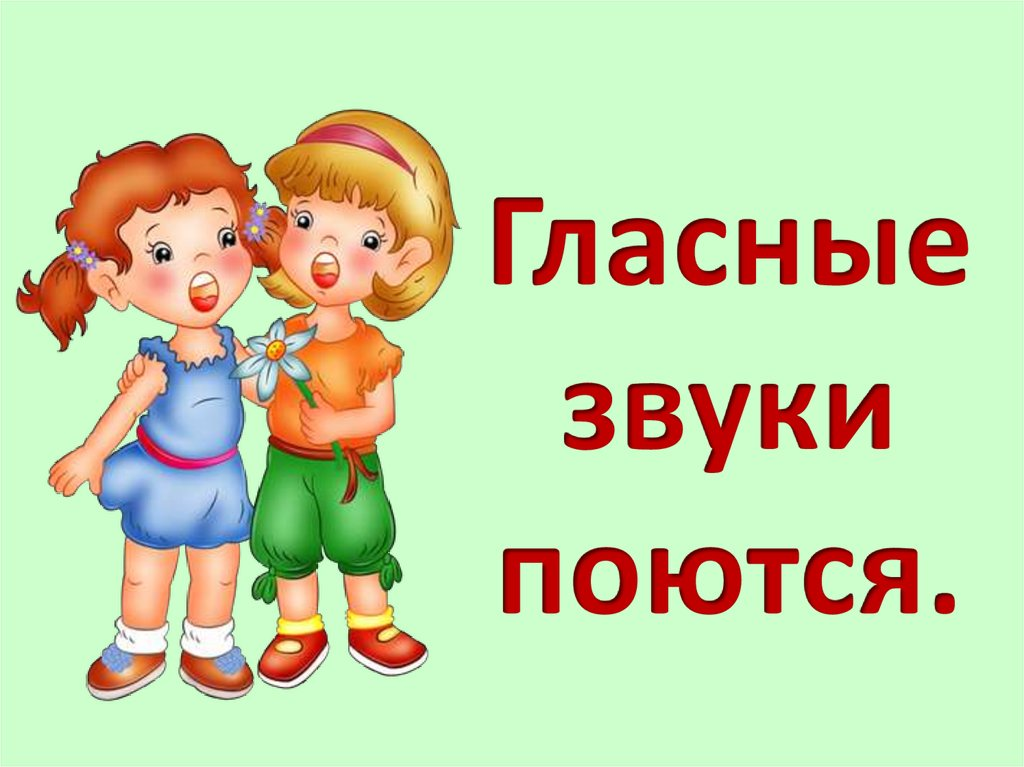 Гласные
звуки
поются.